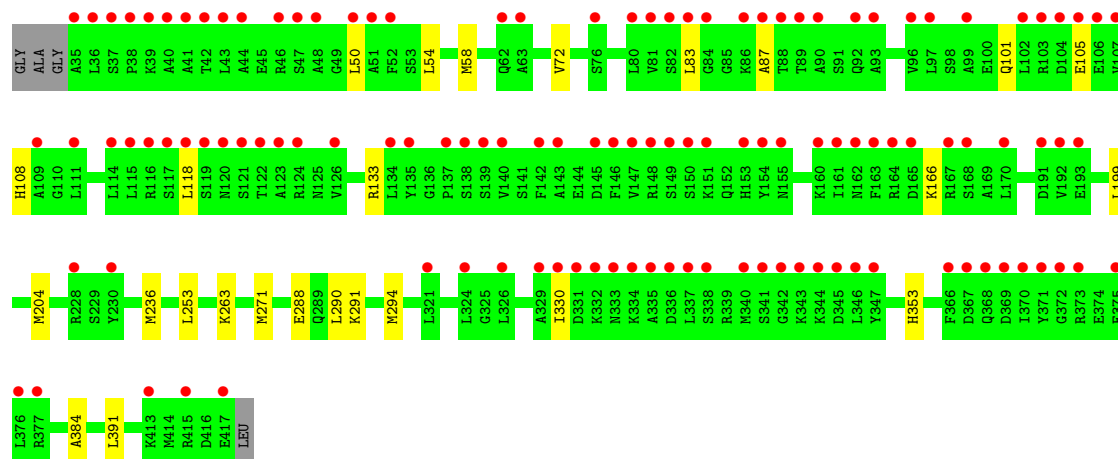 GLY ALA GLY A35 L36 S37 P38 K39 A40 A41 T42 L43 A44 E45 R46 S47 A48 G49 L50 A51 F52 S53 L54 M58 Q62 A63 V72 S76 L80 V81 S82 L83 G84 G85 K86 A87 T88 T89 A90 S91 Q92 A93 V96 L97 S98 A99 E100 Q101 L102 R103 D104 E105 E106 V107
H108 A109 G110 L111 L114 L115 R116 S117 L118 S119 N120 S121 T122 A123 R124 N125 V126 R133 L134 Y135 G136 P137 S138 S139 V140 S141 F142 A143 E144 D145 F146 V147 R148 S149 S150 K151 Q152 H153 Y154 N155 K160 I161 N162 F163 R164 D165 K166 R167 S168 A169 L170 D191 V192 E193
M204 R228 S229 Y230 M236 L253 K263 M271 E288 Q289 L290 K291 M294 L321 L324 G325 L326 A329 I330 D331 K332 N333 K334 A335 D336 L337 S338 R339 M340 S341 G342 K343 K344 D345 L346 Y347 H353 F366 D367 Q368 D369 I370 Y371 G372 R373 E374
L376 R377 A384 L391 K413 M414 R415 D416 E417 LEU